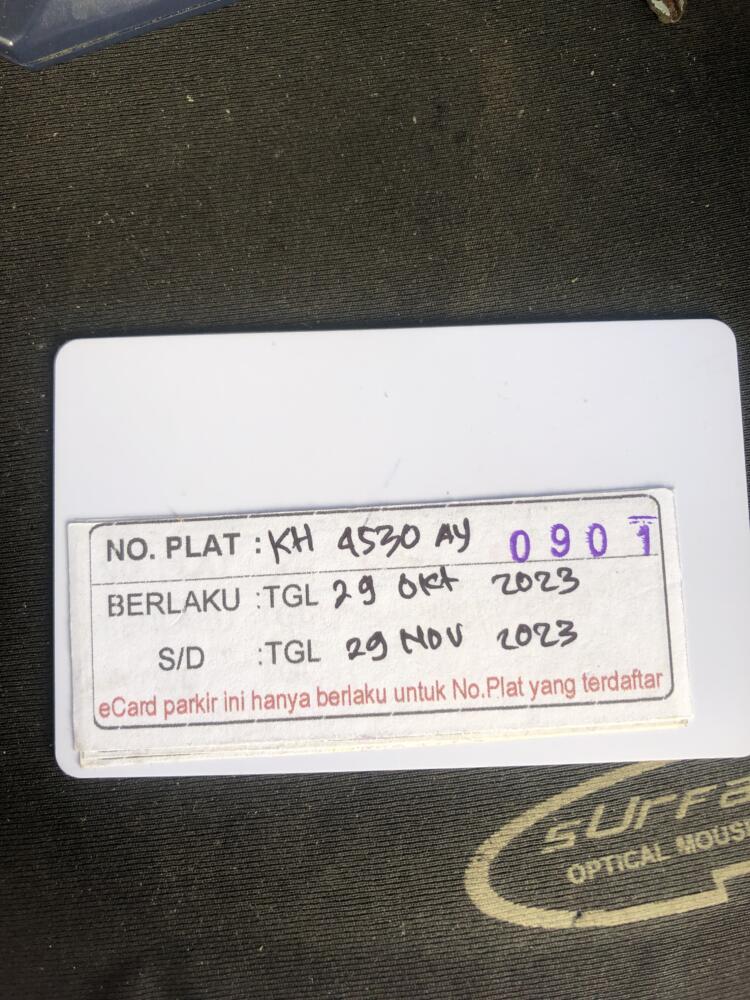 NO. PLAT : KH 4530 AY 0901
BERLAKU : TGL 29 OKt 2023
S/D : TGL 29 NOV 2023
eCard parkir ini hanya berlaku untuk No.Plat yang terdaftar
OPTICAL